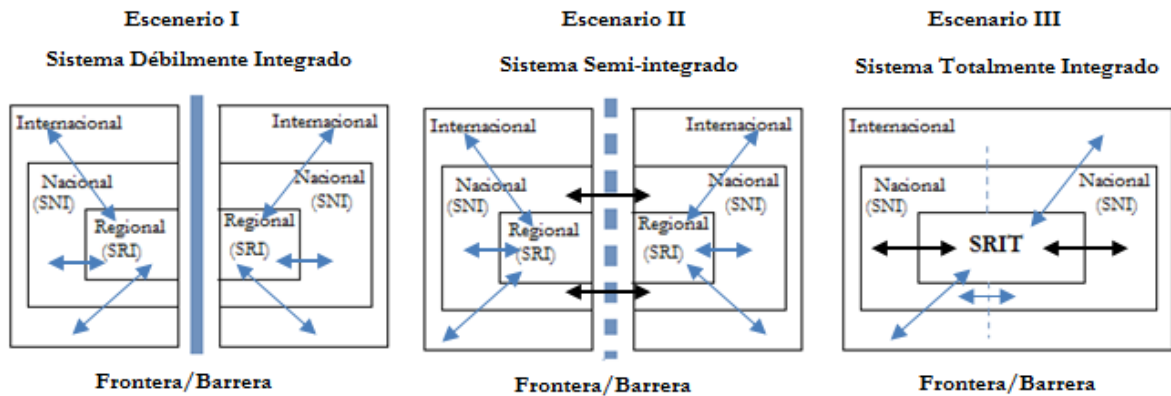 Escenerio I
Sistema Débilmente Integrado
Internacional
Internacional
Nacional
(SNI)
Nacional
(SNI)
Regional
(SRI)
Regional
(SRI)
Frontera/Barrera
Escenario II
Sistema Semi-integrado
Internacional
Internacional
Nacional
(SNI)
Nacional
(SNI)
Regional
(SRI)
Regional
(SRI)
Frontera/Barrera
Escenario III
Sistema Totalmente Integrado
Internacional
Nacional
(SNI)
Nacional
(SNI)
SRIT
Frontera/Barrera